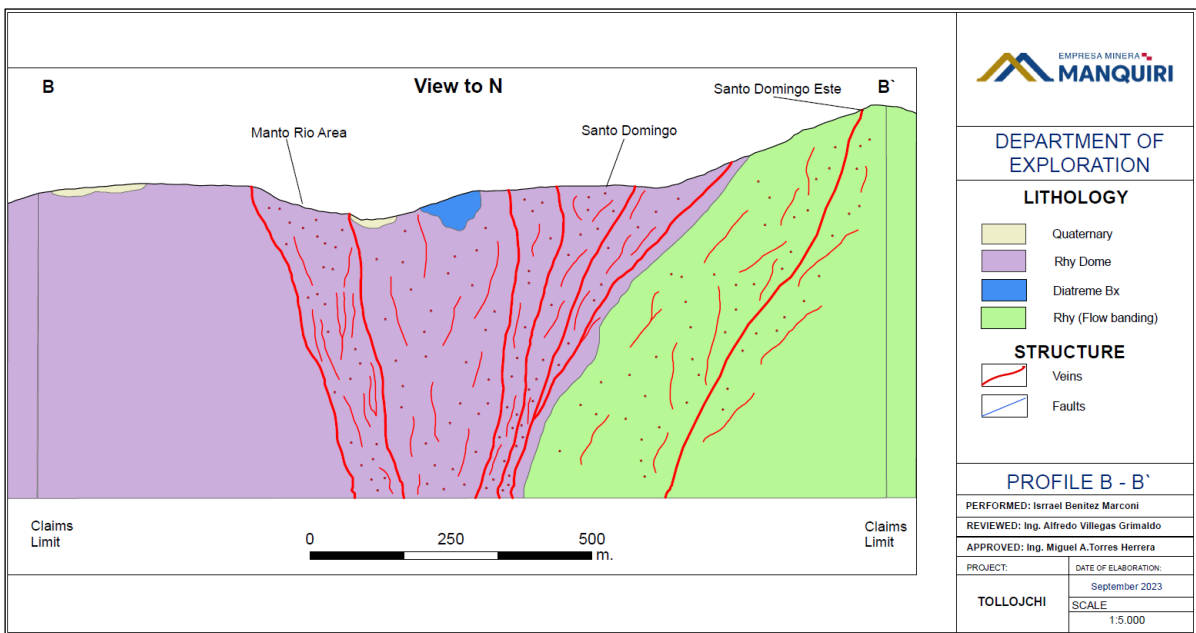 B
View to N
B`
Manto Rio Area
Santo Domingo
Santo Domingo Este
Claims
Limit
0 250 500
m.
Claims
Limit
EMPRESA MINERA
MANQUIRI
DEPARTMENT OF
EXPLORATION
LITHOLOGY
Quaternary
Rhy Dome
Diatreme Bx
Rhy (Flow banding)
STRUCTURE
Veins
Faults
PROFILE B - B`
PERFORMED: Isrrael Benitez Marconi
REVIEWED: Ing. Alfredo Villegas Grimaldo
APPROVED: Ing. Miguel A.Torres Herrera
PROJECT:
TOLLOJCHI
DATE OF ELABORATION:
September 2023
SCALE
1:5.000